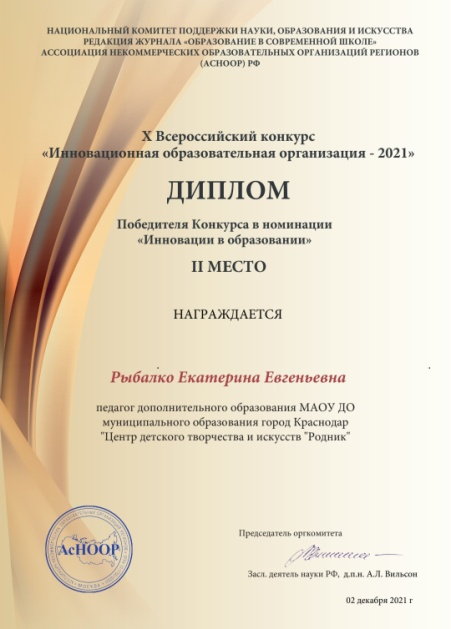 НАЦИОНАЛЬНЫЙ КОМИТЕТ ПОДДЕРЖКИ НАУКИ, ОБРАЗОВАНИЯ И ИСКУССТВА
РЕДАКЦИЯ ЖУРНАЛА «ОБРАЗОВАНИЕ В СОВРЕМЕННОЙ ШКОЛЕ»
АССОЦИАЦИЯ НЕКОММЕРЧЕСКИХ ОБРАЗОВАТЕЛЬНЫХ ОРГАНИЗАЦИЙ РЕГИОНОВ
(АСНООР) РФ
X Всероссийский конкурс
«Инновационная образовательная организация - 2021»
ДИПЛОМ
Победителя Конкурса в номинации
«Инновации в образовании»
II МЕСТО
НАГРАЖДАЕТСЯ
Рыбалко Екатерина Евгеньевна
педагог дополнительного образования МАОУ ДО
муниципального образования город Краснодар
"Центр детского творчества и искусств "Родник"
АсНООР
Председатель оргкомитета
Засл. деятель науки РФ, д.п.н. А.Л. Вильсон
02 декабря 2021 г